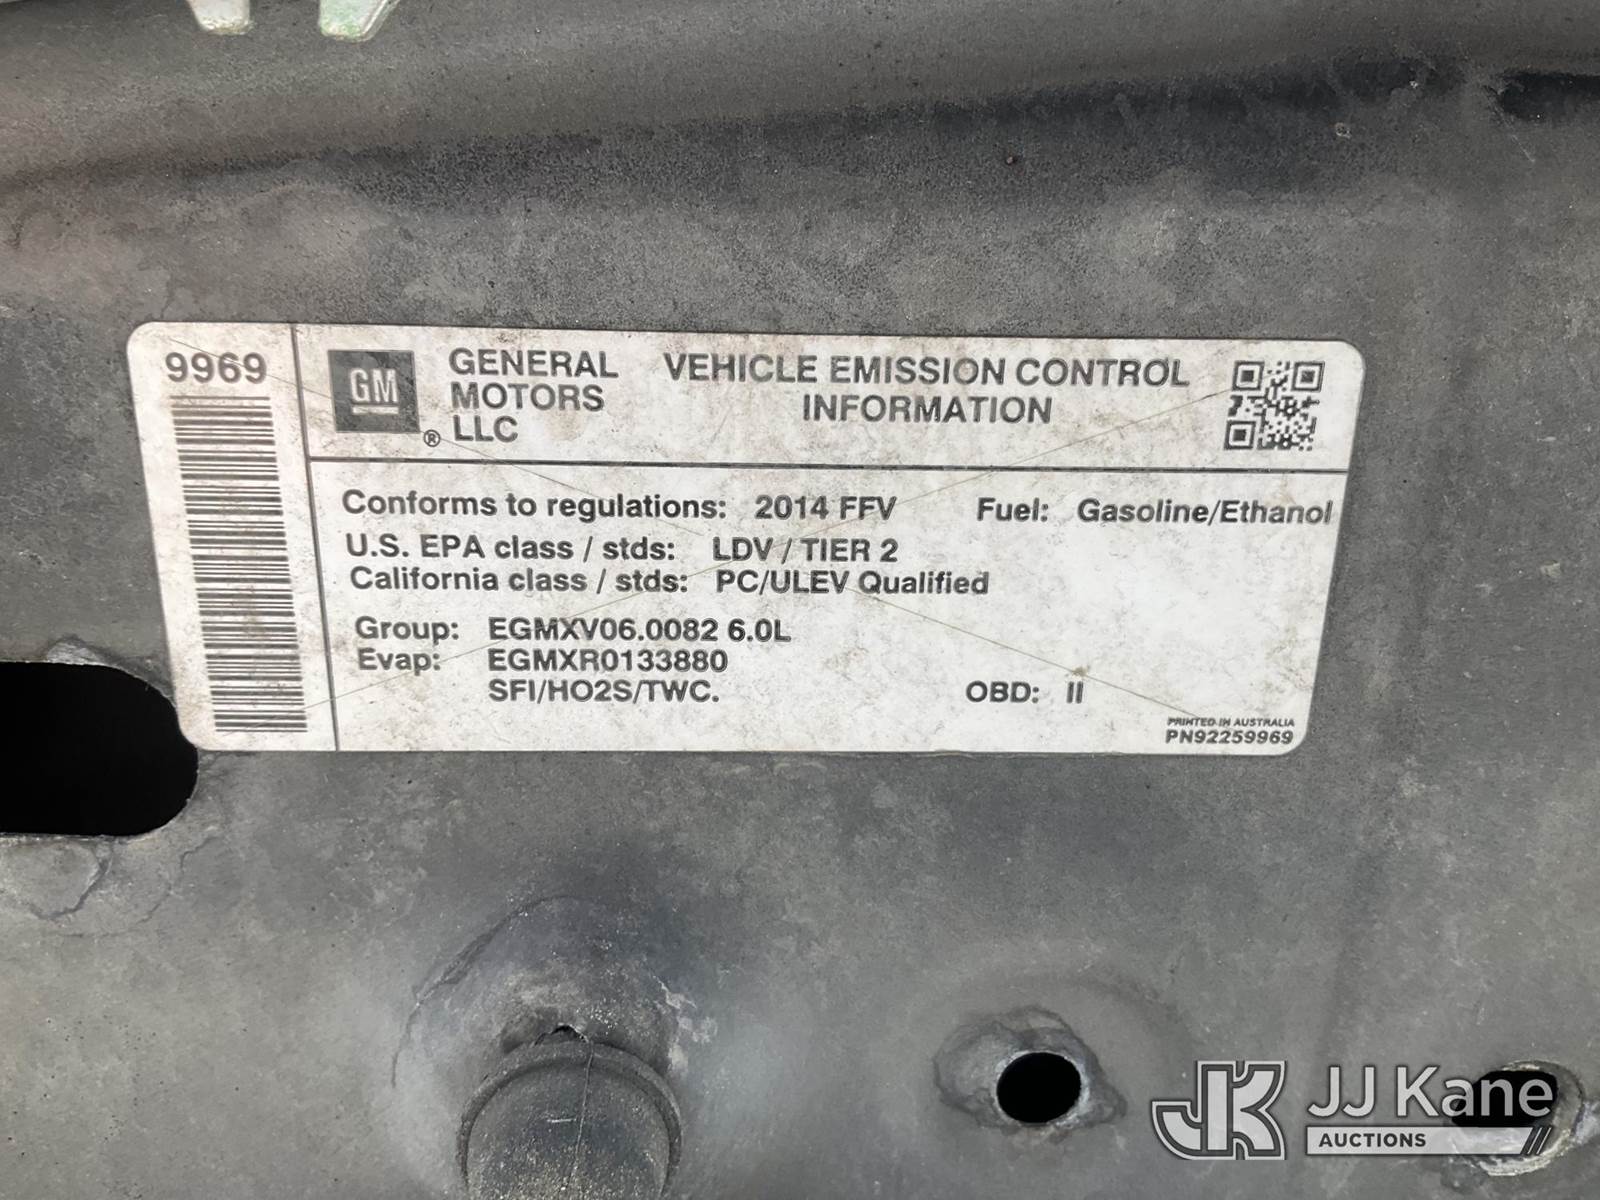 9969
GM
®
GENERAL
MOTORS
LLC
VEHICLE EMISSION CONTROL
INFORMATION
Conforms to regulations: 2014 FFV Fuel: Gasoline/Ethanol
U.S. EPA class / stds: LDV / TIER 2
California class / stds: PC/ULEV Qualified
Group: EGMXV06.0082 6.0L
Evap: EGMXR0133880
SFI/HO2S/TWC. OBD: II
PRINTED IN AUSTRALIA
PN92259969
JK JJ Kane
AUCTIONS